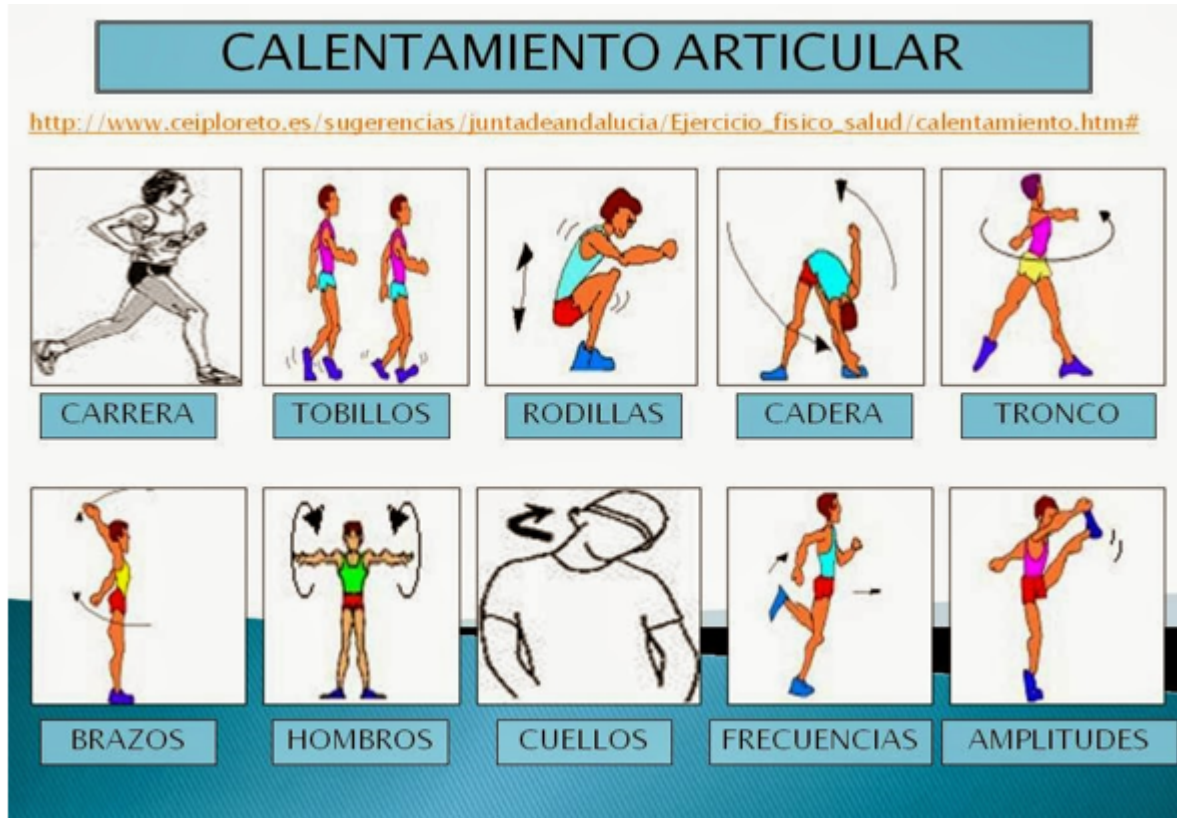 CALENTAMIENTO ARTICULAR
http://www.ceiploreto.es/sugerencias/juntadeandalucia/Ejercicio_fisico_salud/calentamiento.htm#
CARRERA
TOBILLOS
RODILLAS
CADERA
TRONCO
BRAZOS
HOMBROS
CUELLOS
FRECUENCIAS
AMPLITUDES